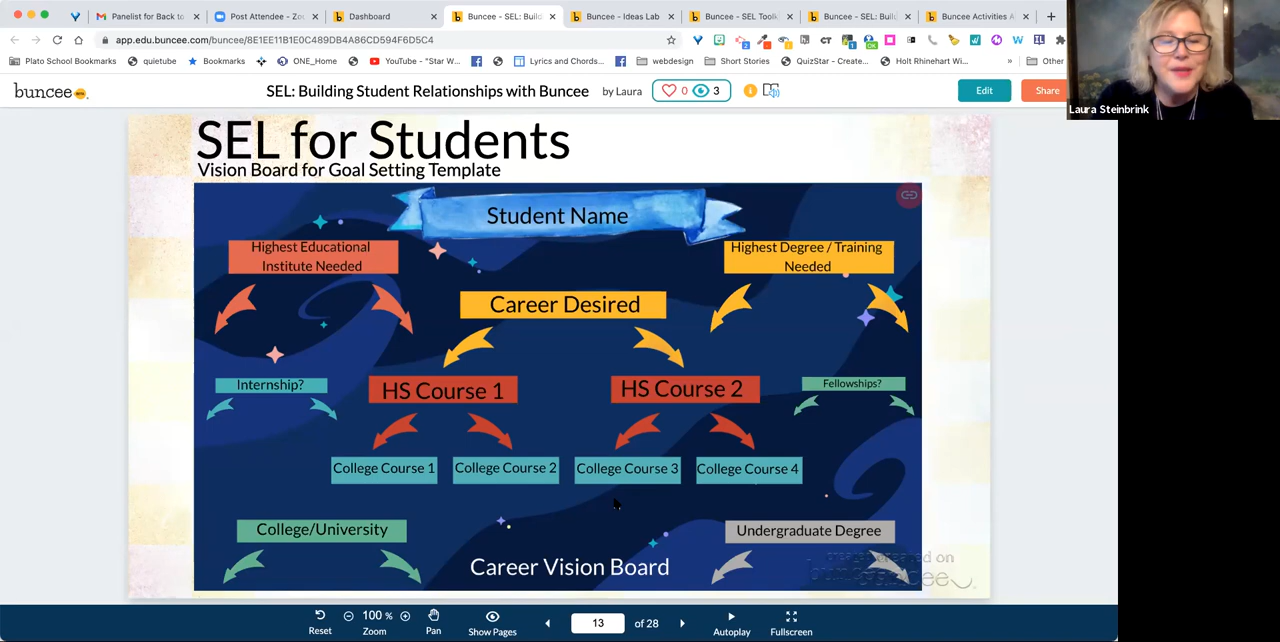 Panelist for Back to
Post Attendee - Zo
Dashboard
Buncee - SEL: Build
Buncee - Ideas Lab
Buncee - SEL Toolk
Buncee - SEL: Buil
Buncee Activities A
app.edu.buncee.com/buncee/8E1EE11B1E0C489DB4A86CD594F6D5C4
Plato School Bookmarks
quietube
Bookmarks
ONE_Home
YouTube - "Star W...
Lyrics and Chords...
webdesign
Short Stories
QuizStar - Create...
Holt Rhinehart Wi...
»
Other
buncee
SEL: Building Student Relationships with Buncee
by Laura
0
3
Edit
Share
Laura Steinbrink
SEL for Students
Vision Board for Goal Setting Template
Student Name
Highest Educational
Institute Needed
Highest Degree / Training
Needed
Career Desired
Internship?
HS Course 1
HS Course 2
Fellowships?
College Course 1
College Course 2
College Course 3
College Course 4
College/University
Undergraduate Degree
Career Vision Board
Reset
100 %
Zoom
Pan
Show Pages
13
of 28
Autoplay
Fullscreen